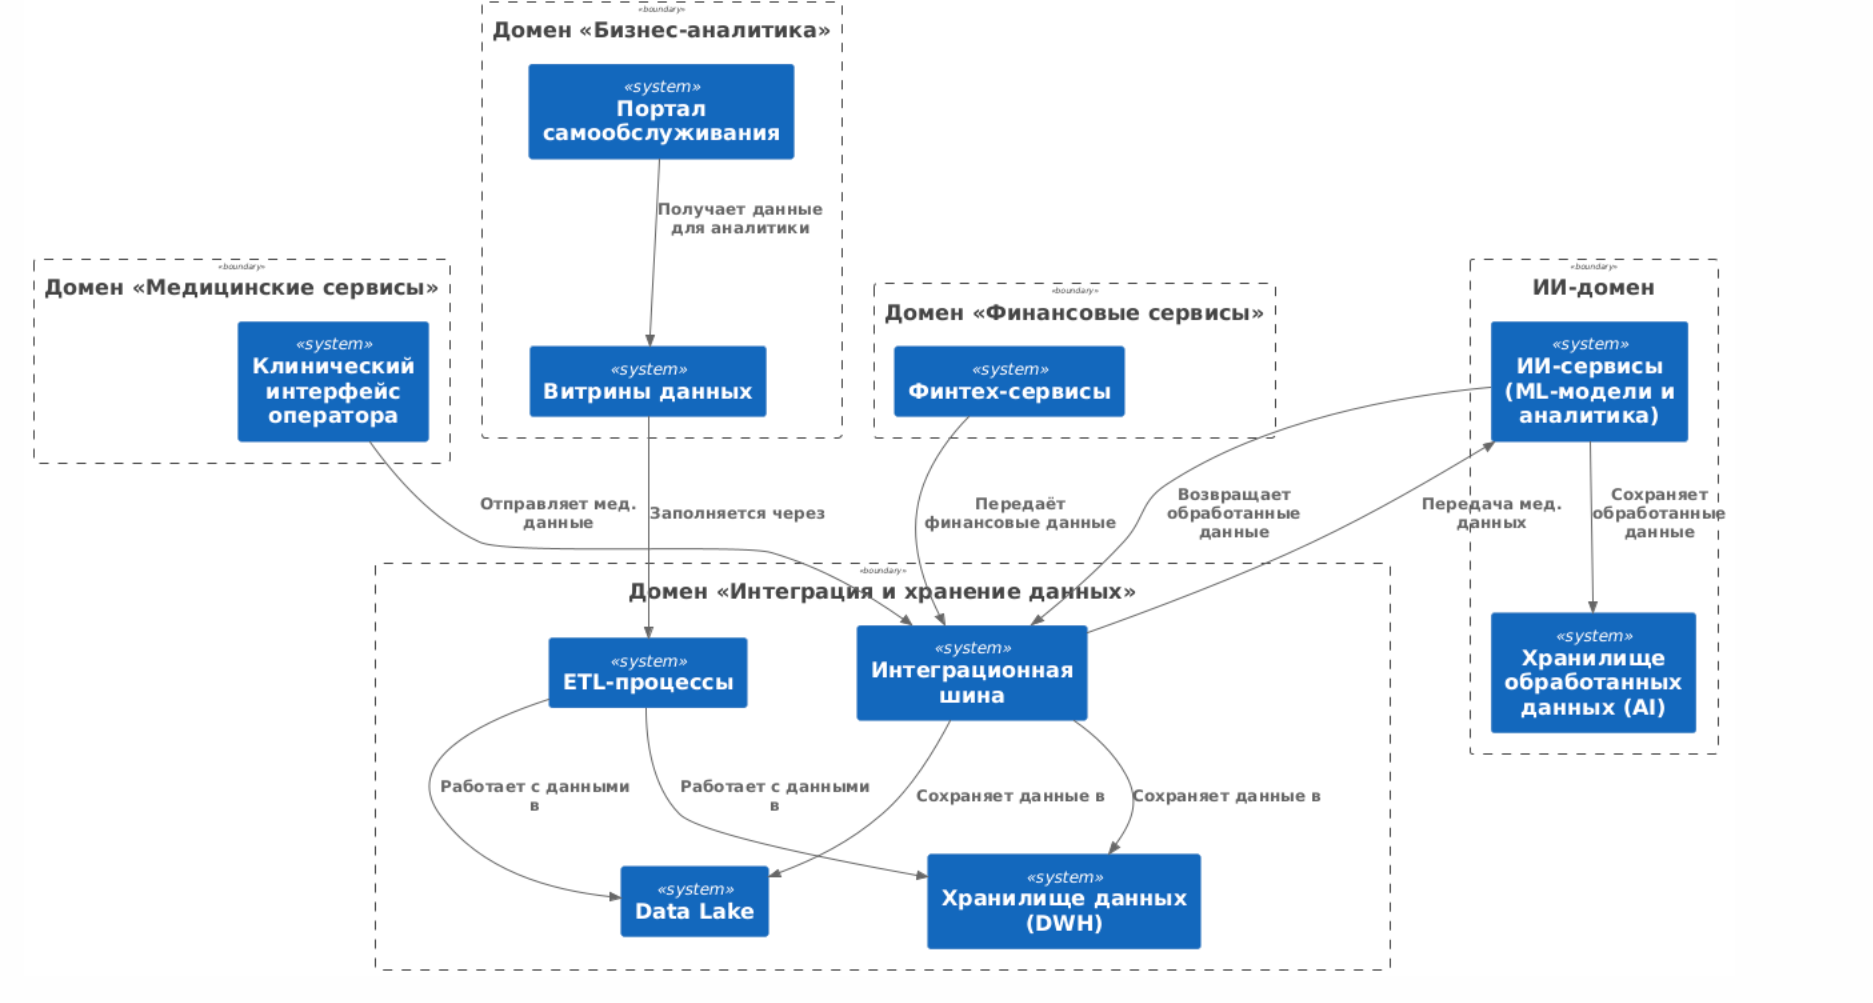 «boundary»
Домен «Бизнес-аналитика»
«system»
Портал
самообслуживания
Получает данные
для аналитики
«boundary»
Домен «Медицинские сервисы»
«system»
Клинический
интерфейс
оператора
«system»
Витрины данных
«boundary»
Домен «Финансовые сервисы»
«system»
Финтех-сервисы
«boundary»
ИИ-домен
«system»
ИИ-сервисы
(ML-модели и
аналитика)
Отправляет мед.
данные
Заполняется через
Передаёт
финансовые данные
Возвращает
обработанные
данные
Передача мед.
данных
Сохраняет
обработанные
данные
«boundary»
Домен «Интеграция и хранение данных»
«system»
ETL-процессы
«system»
Интеграционная
шина
«system»
Хранилище
обработанных
данных (AI)
Работает с данными
в
Работает с данными
в
Сохраняет данные в
Сохраняет данные в
«system»
Data Lake
«system»
Хранилище данных
(DWH)